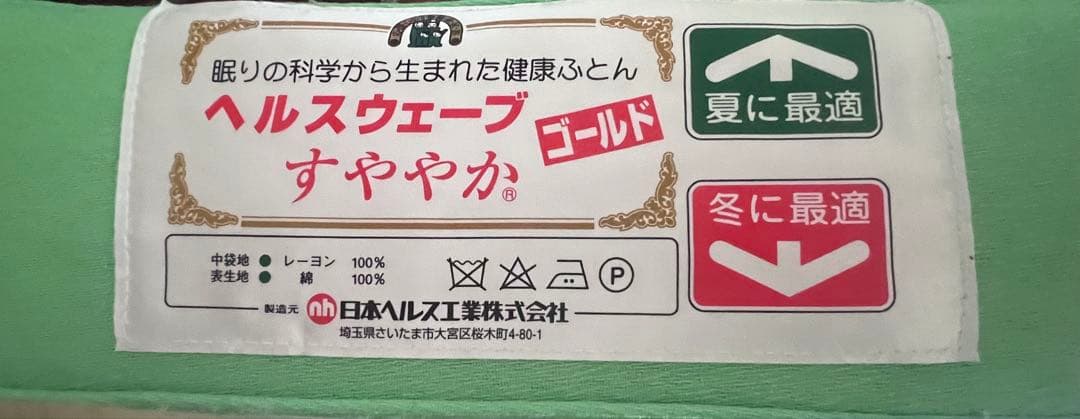 眠りの科学から生まれた健康ふとん
ヘルスウェーブ
ゴールド
すややか®
夏に最適
冬に最適
中袋地 ● レーヨン 100%
表生地 ● 綿 100%
P
製造元 nh 日本ヘルス工業株式会社
埼玉県さいたま市大宮区桜木町4-80-1